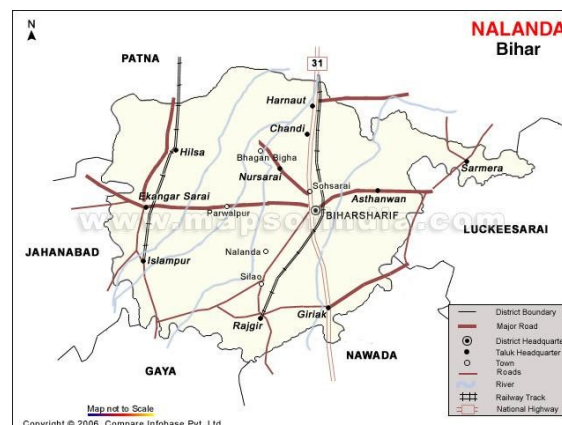 N
NALANDA
Bihar
PATNA
31
Harnaut
Chandi
Hilsa
Bhagan Bigha
Nursarai
Sarmera
Sohsarai
Asthanwan
Ekangar Sarai
Parwalpur
BIHARSHARIF
www.mapsofindia.com
LUCKEESARAI
JAHANABAD
Nalanda
Islampur
Silao
Giriak
Rajgir
NAWADA
GAYA
District Boundary
Major Road
District Headquarter
Taluk Headquarter
Town
Roads
River
Railway Track
National Highway
Map not to Scale
Copyright © 2006 Compare Infobase Pvt. Ltd.